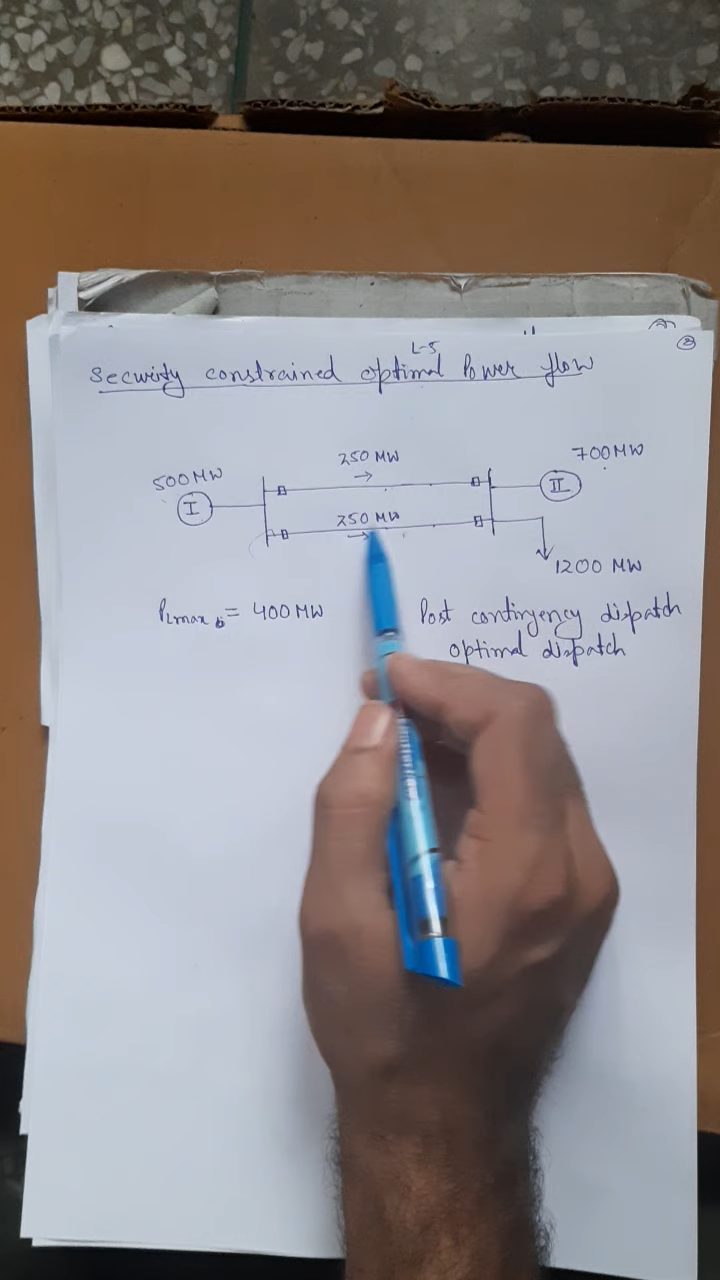 L-5
Security constrained optimal Power flow
2
500 MW
I
250 MW
250 MW
700 MW
II
1200 MW
PLmax = 400 MW
Post contingency dispatch
optimal dispatch